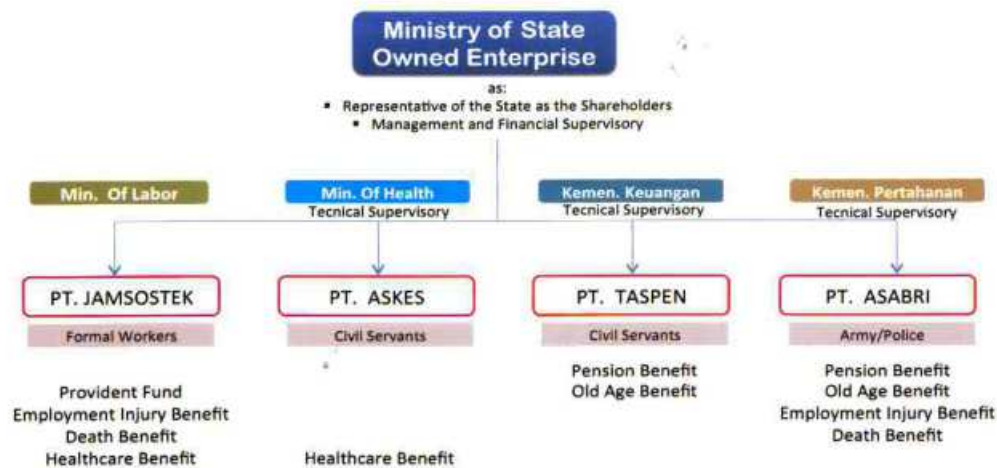 Ministry of State
Owned Enterprise
as:
▪ Representative of the State as the Shareholders
▪ Management and Financial Supervisory
Min. Of Labor
Min. Of Health
Tecnical Supervisory
Kemen. Keuangan
Tecnical Supervisory
Kemen. Pertahanan
Tecnical Supervisory
PT. JAMSOSTEK
PT. ASKES
PT. TASPEN
PT. ASABRI
Formal Workers
Civil Servants
Civil Servants
Army/Police
Provident Fund
Employment Injury Benefit
Death Benefit
Healthcare Benefit
Healthcare Benefit
Pension Benefit
Old Age Benefit
Pension Benefit
Old Age Benefit
Employment Injury Benefit
Death Benefit